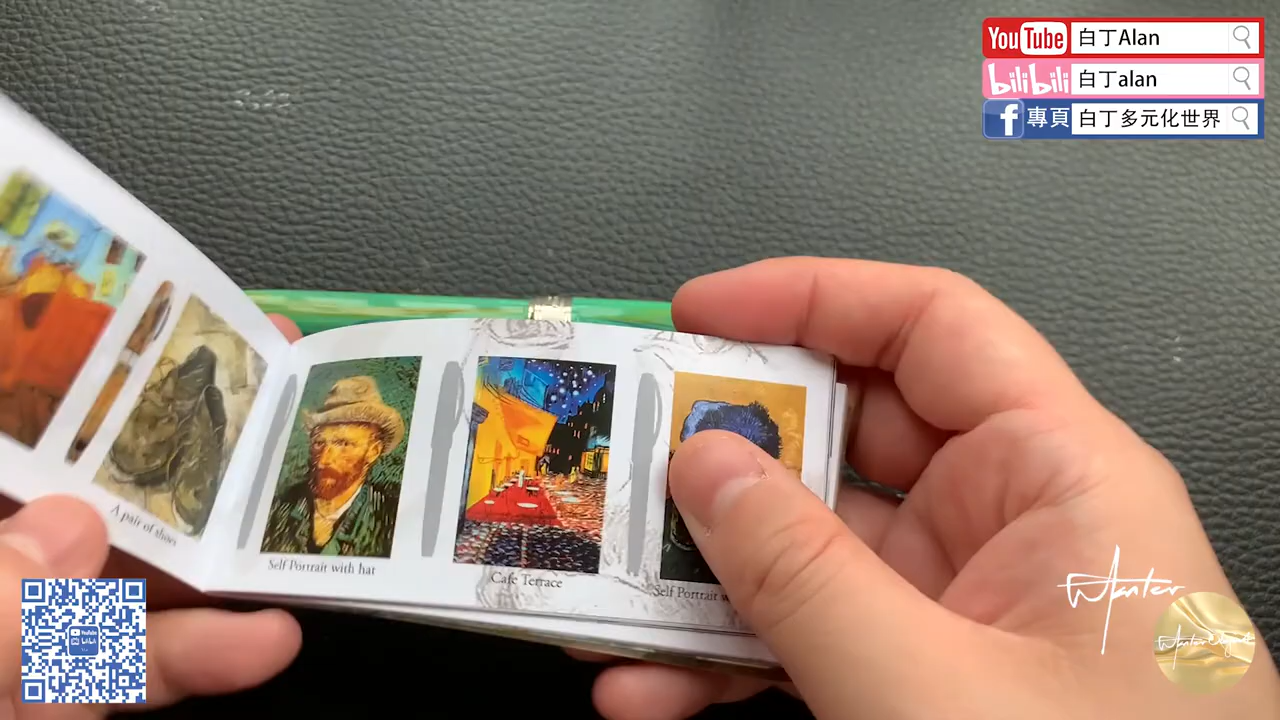 YouTube 白丁Alan
bilibili 白丁alan
f 專頁 白丁多元化世界
A pair of shoes
Self Portrait with hat
Cafe Terrace
Self Portrait